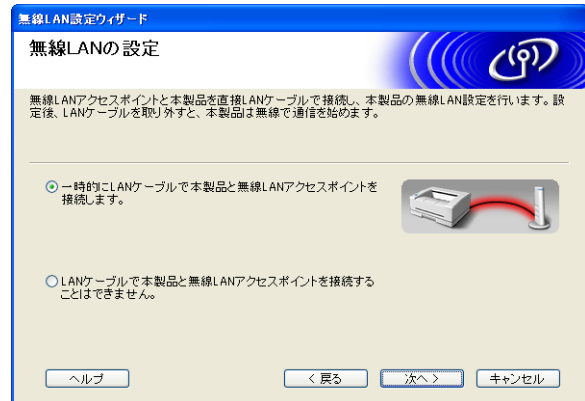 無線LAN設定ウィザード
無線LANの設定
無線LANアクセスポイントと本製品を直接LANケーブルで接続し、本製品の無線LAN設定を行います。設
定後、LANケーブルを取り外すと、本製品は無線で通信を始めます。
一時的にLANケーブルで本製品と無線LANアクセスポイントを
接続します。
LANケーブルで本製品と無線LANアクセスポイントを接続する
ことはできません。
ヘルプ
< 戻る
次へ >
キャンセル